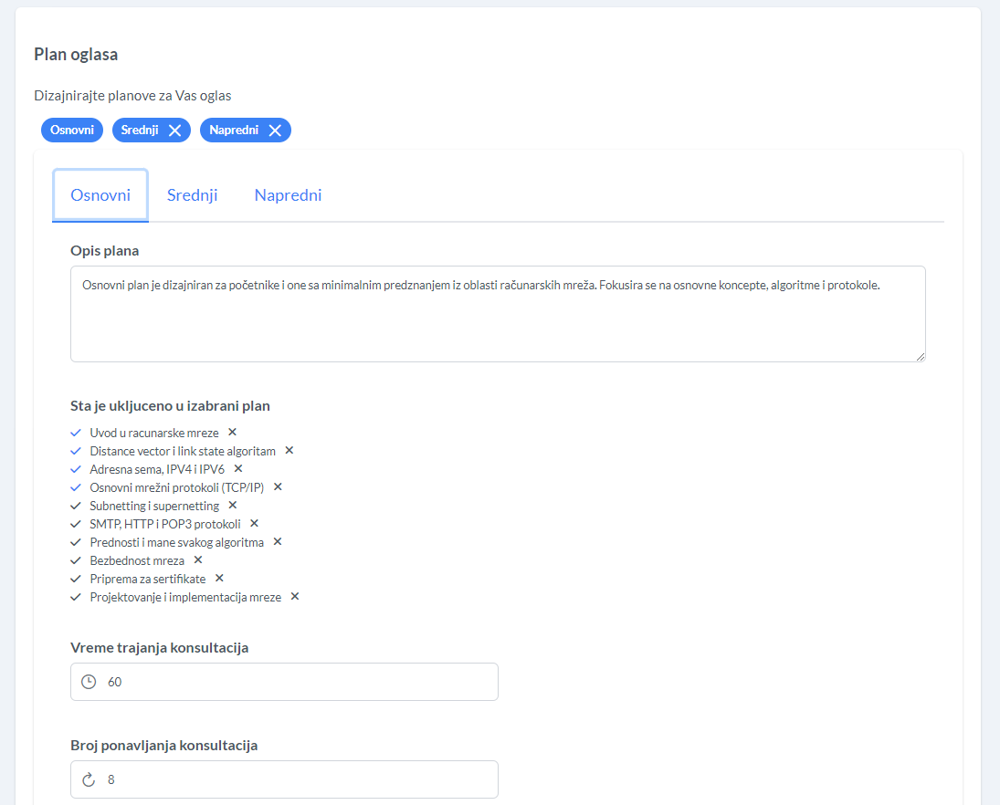 Plan oglasa
Dizajnirajte planove za Vas oglas
Osnovni Srednji Napredni
Osnovni Srednji Napredni
Opis plana
Osnovni plan je dizajniran za početnike i one sa minimalnim predznanjem iz oblasti računarskih mreža. Fokusira se na osnovne koncepte, algoritme i protokole.
Sta je ukljuceno u izabrani plan
Uvod u racunarske mreze
Distance vector i link state algoritam
Adresna sema, IPV4 i IPV6
Osnovni mrežni protokoli (TCP/IP)
Subnetting i supernetting
SMTP, HTTP i POP3 protokoli
Prednosti i mane svakog algoritma
Bezbednost mreza
Priprema za sertifikate
Projektovanje i implementacija mreze
Vreme trajanja konsultacija
60
Broj ponavljanja konsultacija
8